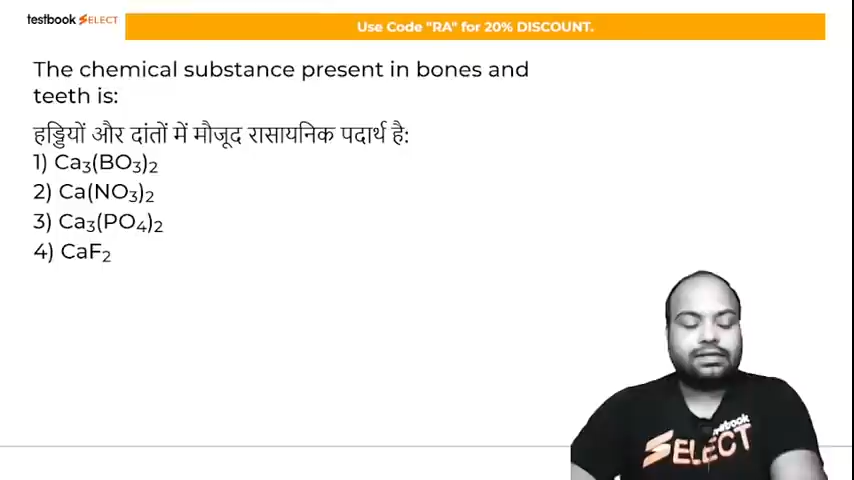 testbook SELECT
Use Code "RA" for 20% DISCOUNT.
The chemical substance present in bones and
teeth is:
हड्डियों और दांतों में मौजूद रासायनिक पदार्थ है:
1) Ca₃(BO₃)₂
2) Ca(NO₃)₂
3) Ca₃(PO₄)₂
4) CaF₂
testbook
SELECT